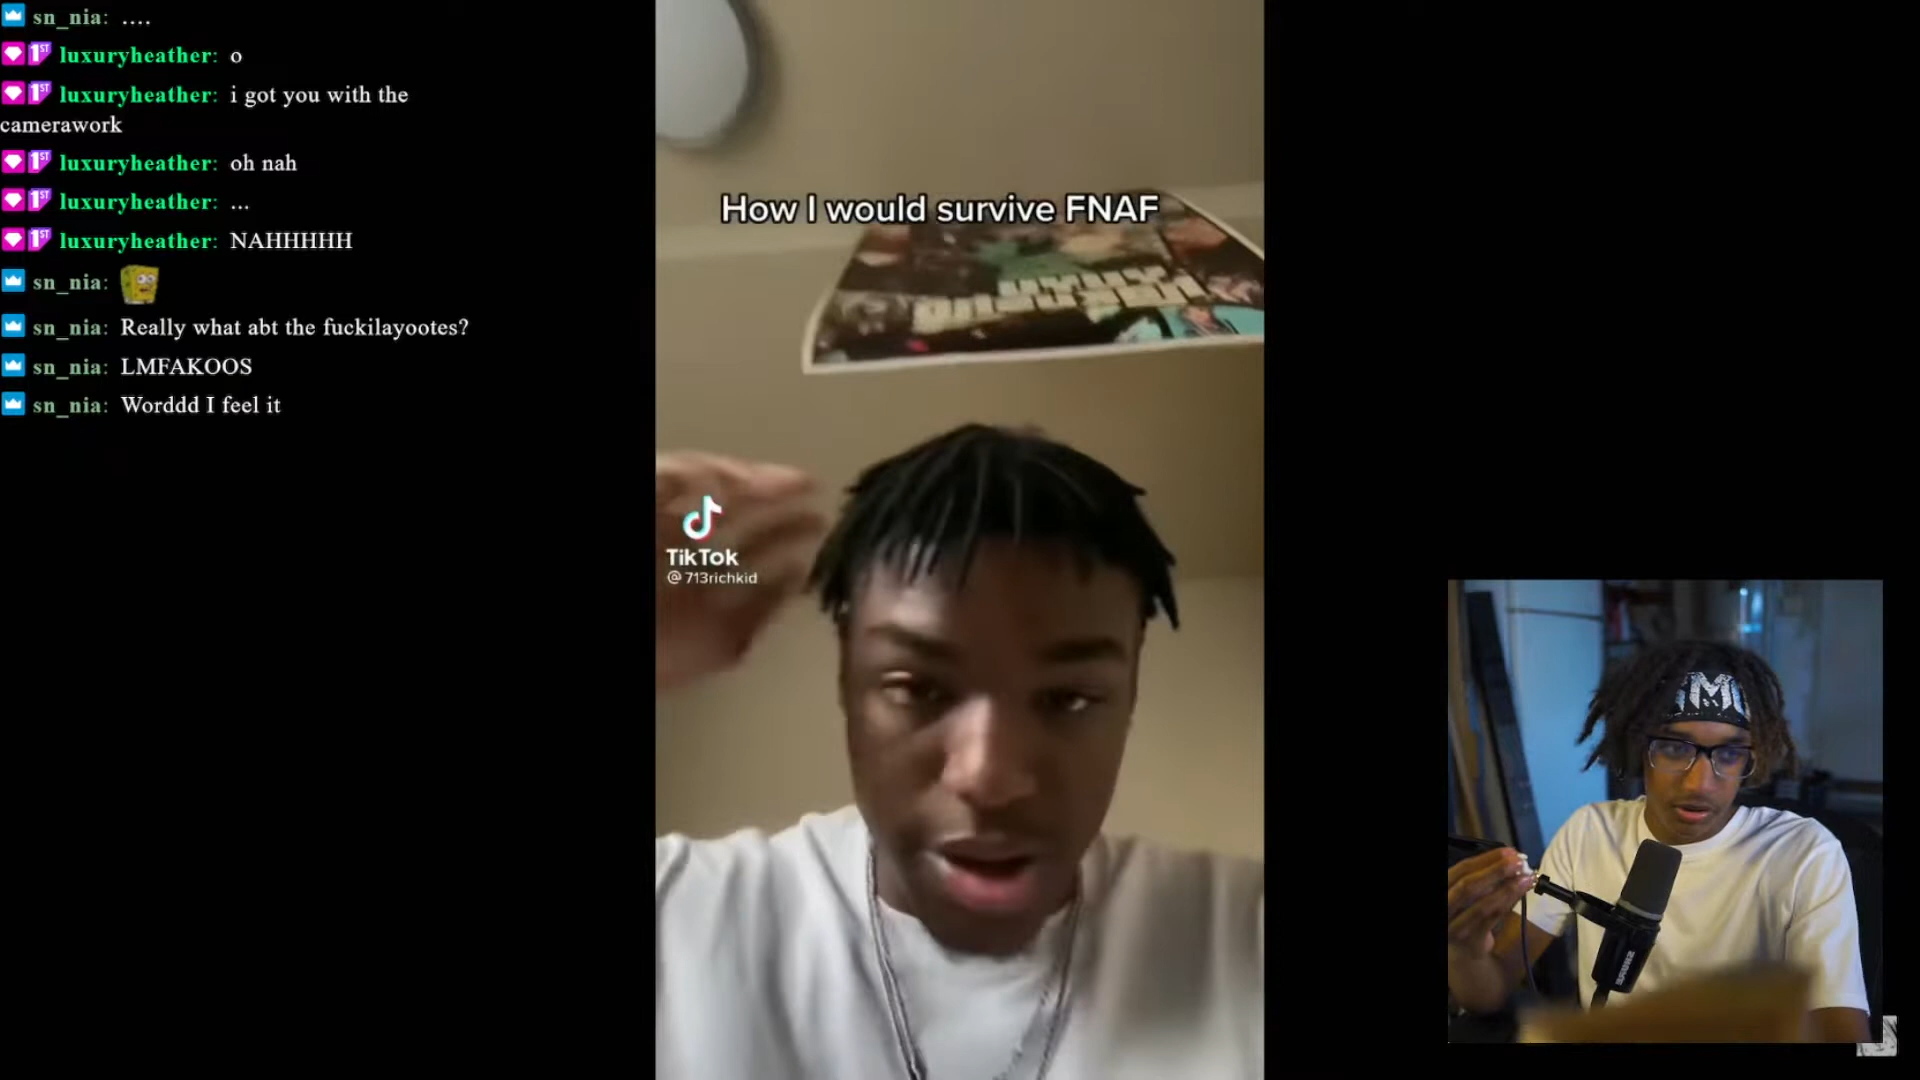 sn_nia: ....
luxuryheather: o
luxuryheather: i got you with the
camerawork
luxuryheather: oh nah
luxuryheather: ...
luxuryheather: NAHHHHH
sn_nia:
sn_nia: Really what abt the fuckilayootes?
sn_nia: LMFAKOOS
sn_nia: Worddd I feel it
How I would survive FNAF
TikTok
@713richkid
SHURE